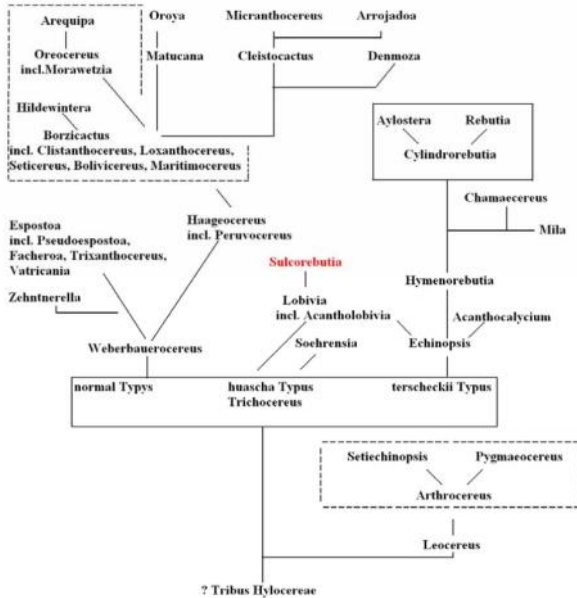 Arequipa
Oroya
Micranthocereus
Arrojadoa
Oreocereus
incl.Morawetzia
Matucana
Cleistocactus
Denmoza
Hildewintera
Borzicactus
incl. Clistanthocereus, Loxanthocereus,
Seticereus, Bolivicereus, Maritimocereus
Aylostera
Rebutia
Cylindrorebutia
Chamaecereus
Mila
Haageocereus
incl. Peruvocereus
Espostoa
incl. Pseudoespostoa,
Facheroa, Trixanthocereus,
Vatricania
Sulcorebutia
Hymenorebutia
Zehntnerella
Lobivia
incl. Acantholobivia
Acanthocalycium
Soehrensia
Echinopsis
Weberbauerocereus
normal Typys
huascha Typus
Trichocereus
terscheckii Typus
Setiechinopsis
Pygmaeocereus
Arthrocereus
Leocereus
? Tribus Hylocereae